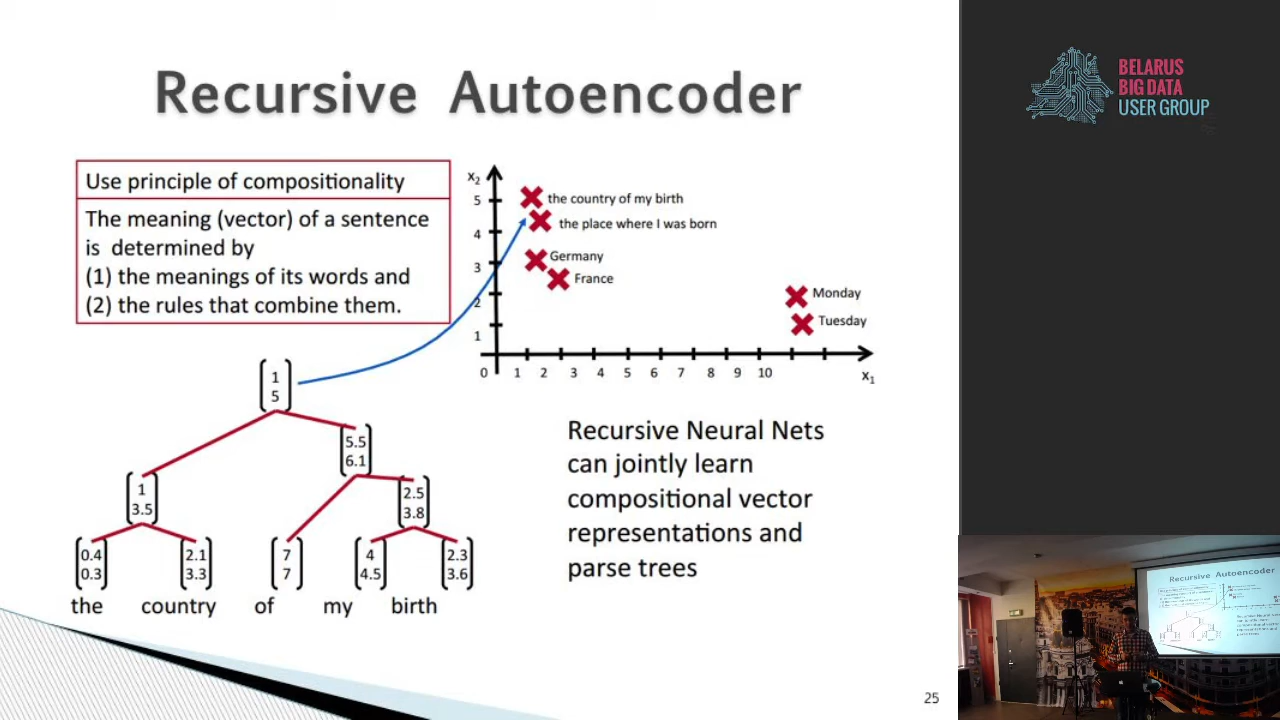 Recursive Autoencoder
Use principle of compositionality
The meaning (vector) of a sentence
is determined by
(1) the meanings of its words and
(2) the rules that combine them.
x2
5
4
3
2
1
0 1 2 3 4 5 6 7 8 9 10
x1
the country of my birth
the place where I was born
Germany
France
Monday
Tuesday
1
5
5.5
6.1
1
3.5
2.5
3.8
0.4
0.3
2.1
3.3
7
7
4
4.5
2.3
3.6
the country of my birth
Recursive Neural Nets
can jointly learn
compositional vector
representations and
parse trees
25
BELARUS
BIG DATA
USER GROUP
Recursive Autoencoder